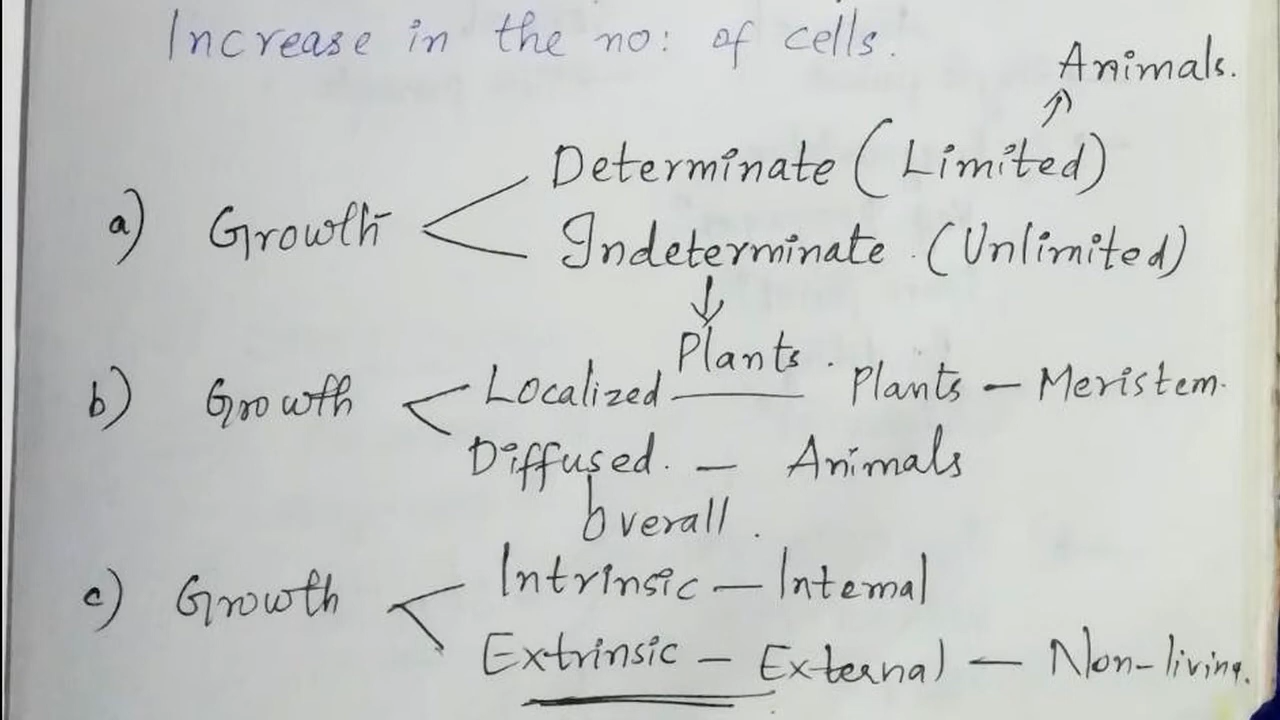 Increase in the no: of cells.
Animals.
Determinate (Limited)
a) Growth
Indeterminate (Unlimited)
Plants.
b) Growth
Localized — Plants - Meristem.
Diffused. - Animals
Overall.
c) Growth
Intrinsic - Internal
Extrinsic - External - Non-living.